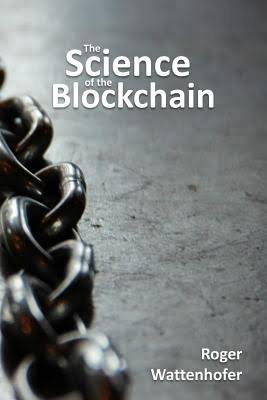 The
Science
of the
Blockchain
Roger
Wattenhofer